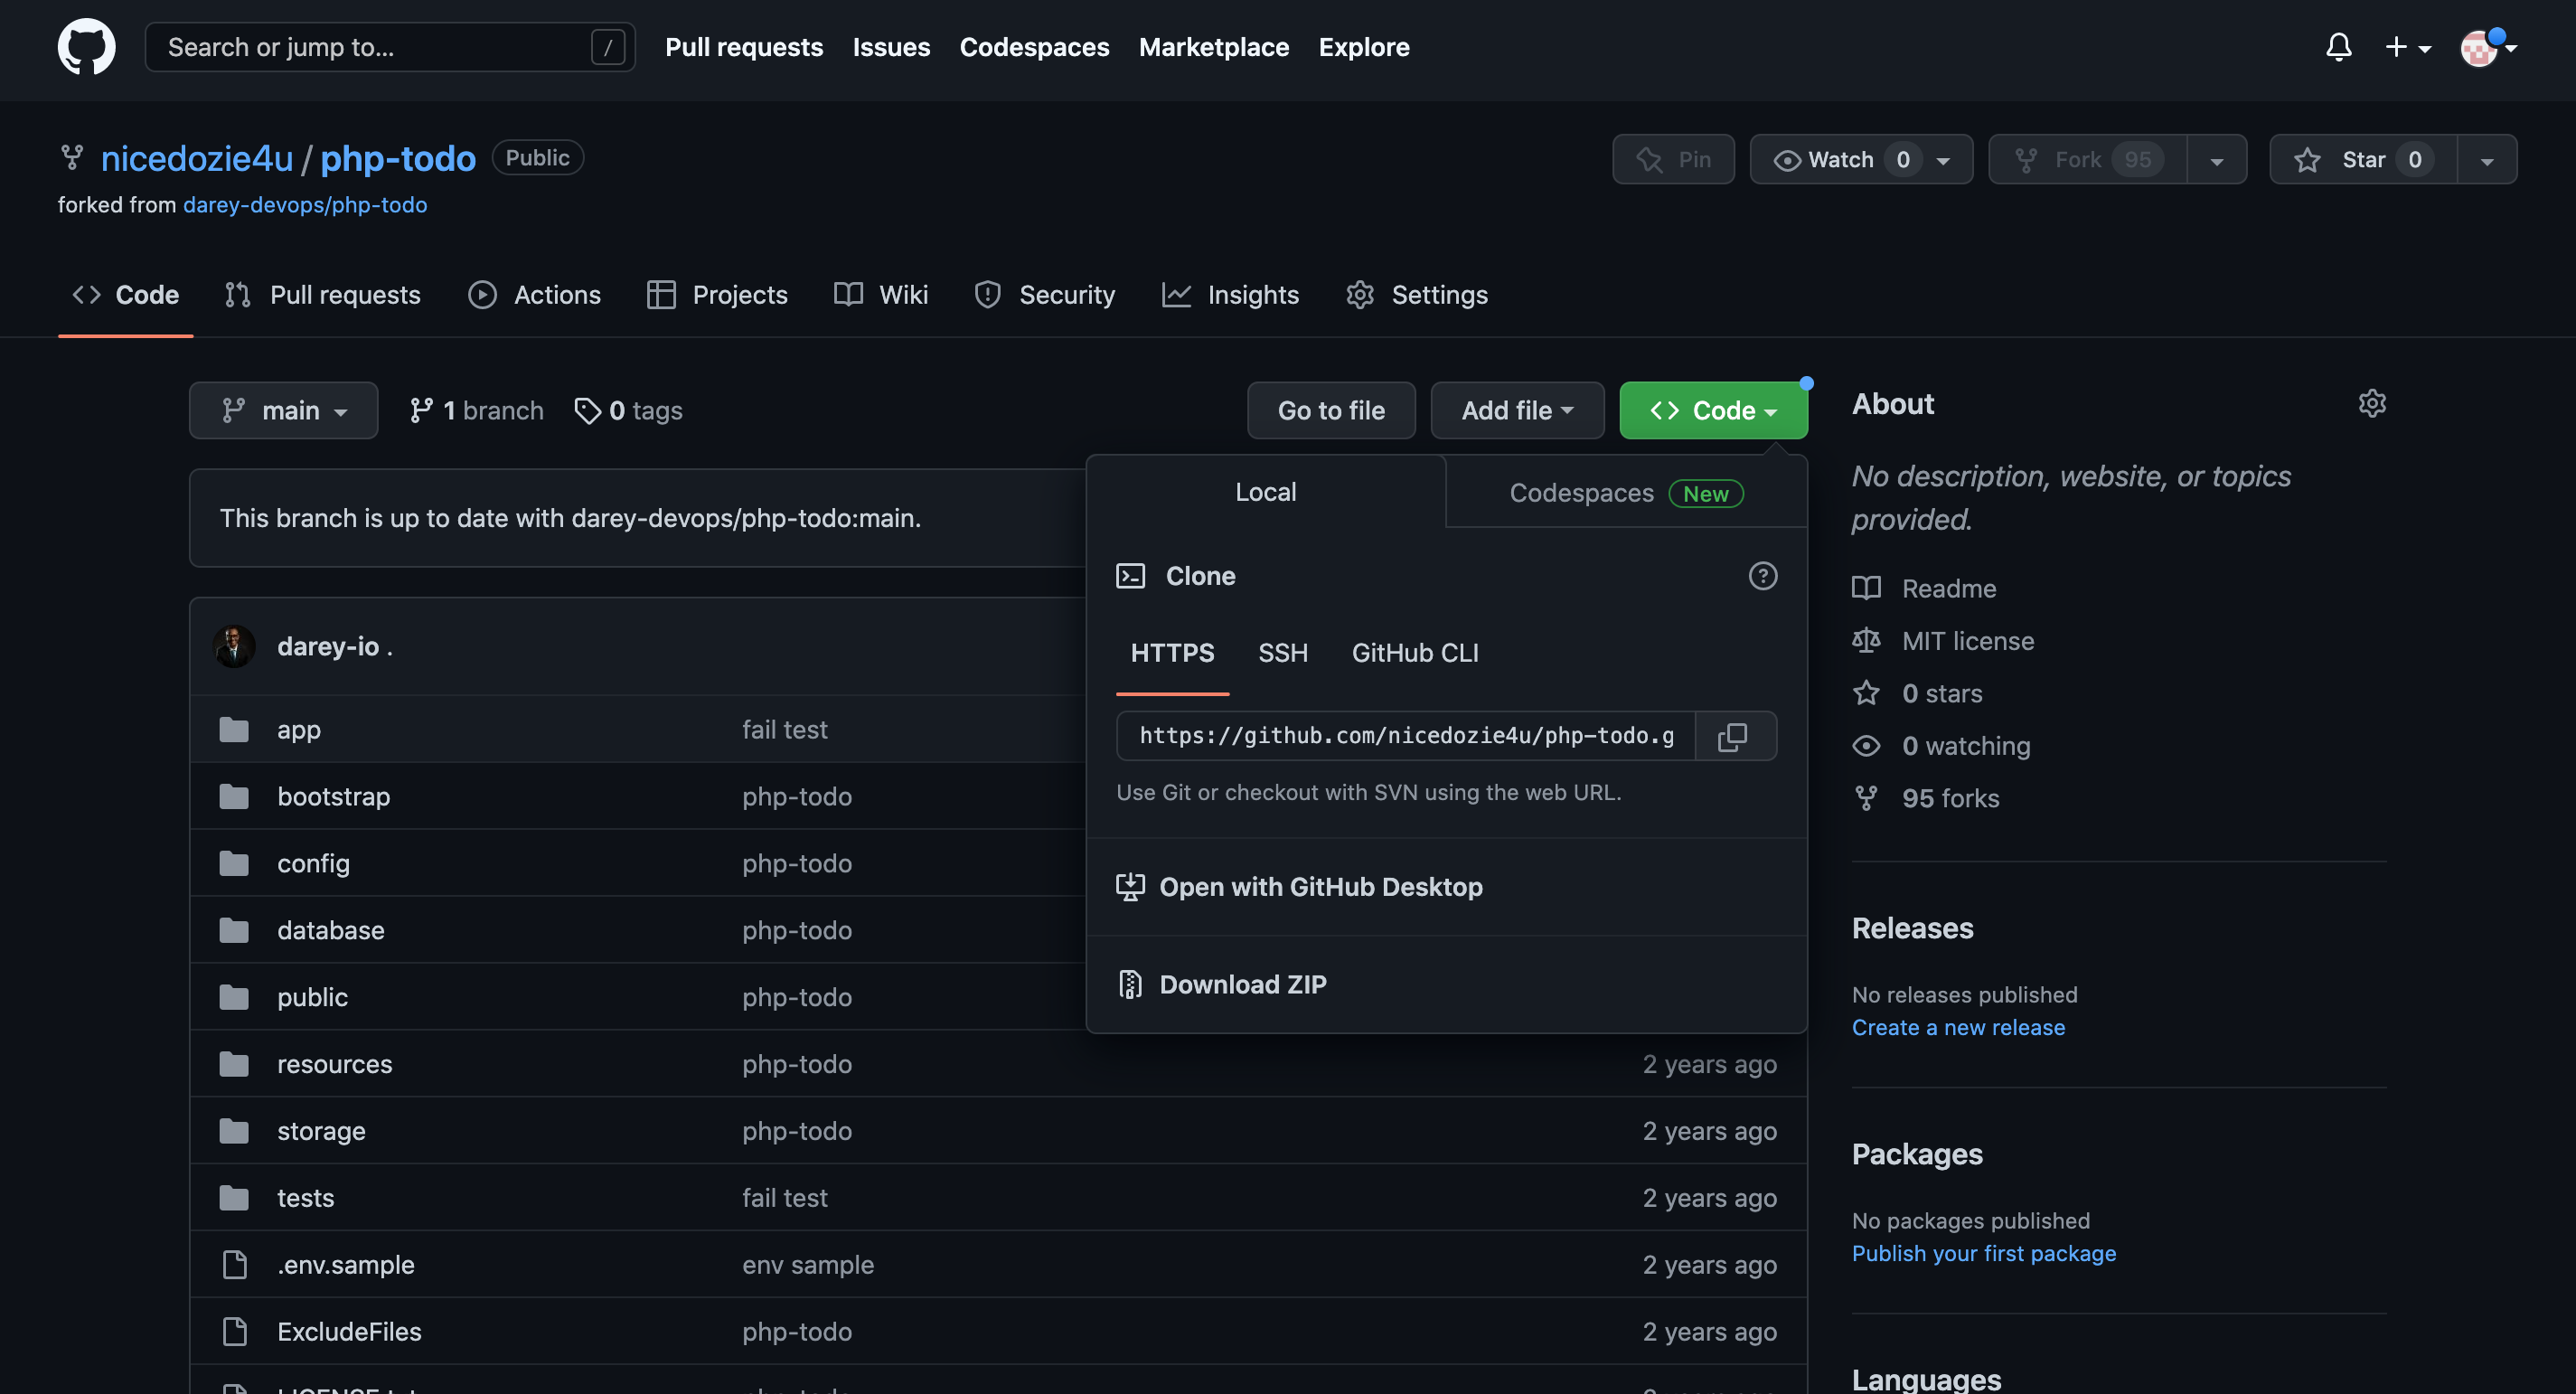 Search or jump to... /
Pull requests Issues Codespaces Marketplace Explore
nicedozie4u / php-todo Public
Pin Watch 0 Fork 95 Star 0
forked from darey-devops/php-todo
Code Pull requests Actions Projects Wiki Security Insights Settings
main 1 branch 0 tags
Go to file Add file Code
This branch is up to date with darey-devops/php-todo:main.
darey-io .
app fail test
bootstrap php-todo
config php-todo
database php-todo
public php-todo
resources php-todo 2 years ago
storage php-todo 2 years ago
tests fail test 2 years ago
.env.sample env sample 2 years ago
ExcludeFiles php-todo 2 years ago
Local Codespaces New
Clone
HTTPS SSH GitHub CLI
https://github.com/nicedozie4u/php-todo.g
Use Git or checkout with SVN using the web URL.
Open with GitHub Desktop
Download ZIP
About
No description, website, or topics
provided.
Readme
MIT license
0 stars
0 watching
95 forks
Releases
No releases published
Create a new release
Packages
No packages published
Publish your first package
Languages